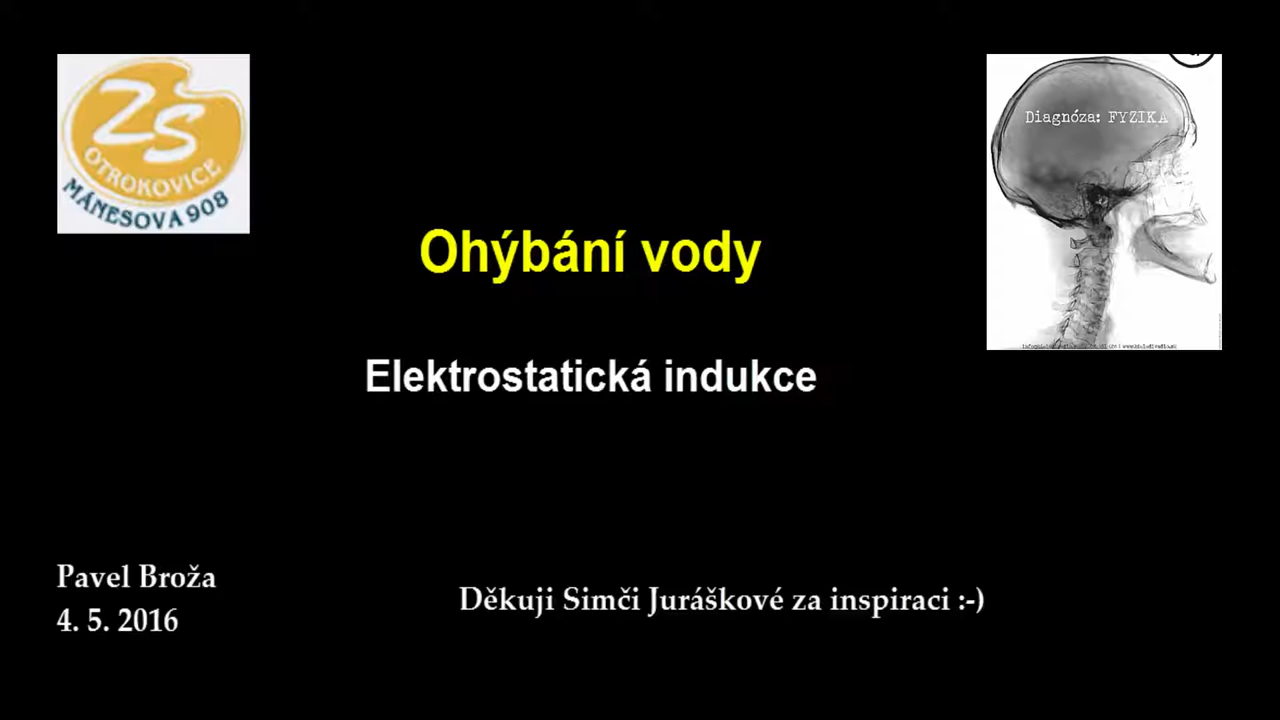 ZŠ
OTROKOVICE
MÁNESOVA 908
Diagnóza: FYZIKA
Ohýbání vody
Elektrostatická indukce
Pavel Broža
4. 5. 2016
Děkuji Simči Juráškové za inspiraci :-)